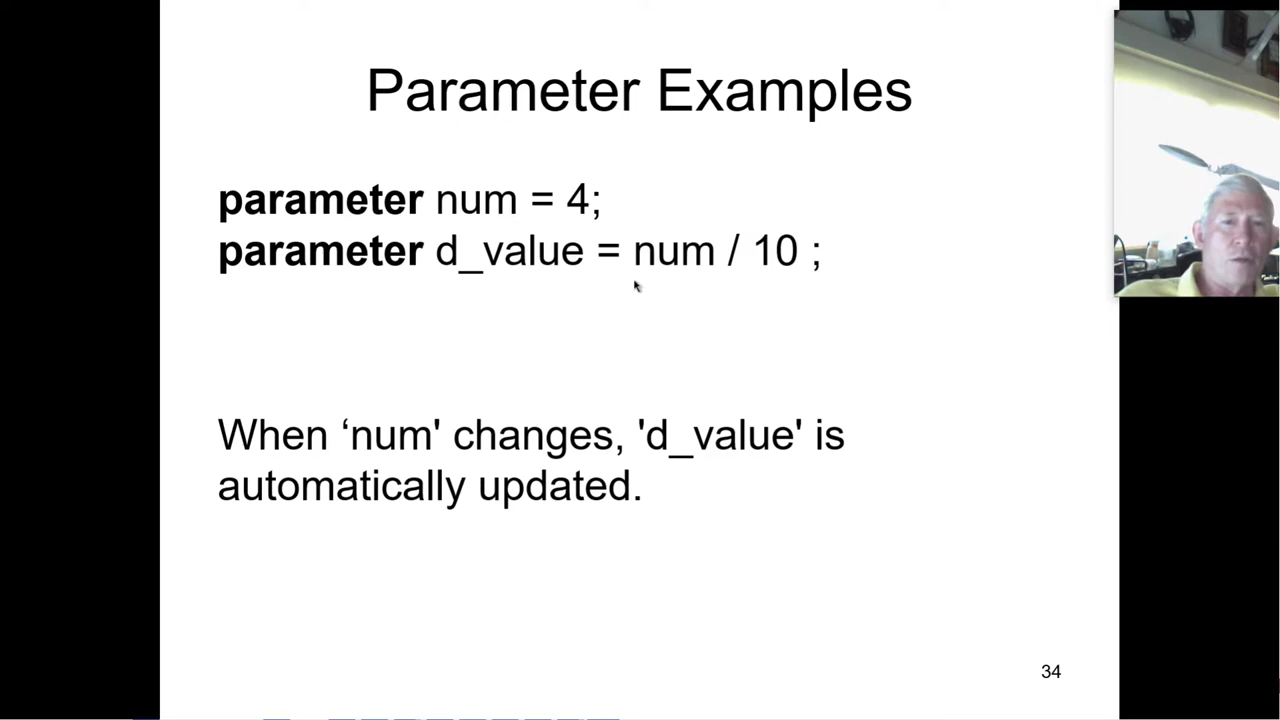 Parameter Examples
parameter num = 4;
parameter d_value = num / 10 ;
When ‘num' changes, 'd_value' is
automatically updated.
34